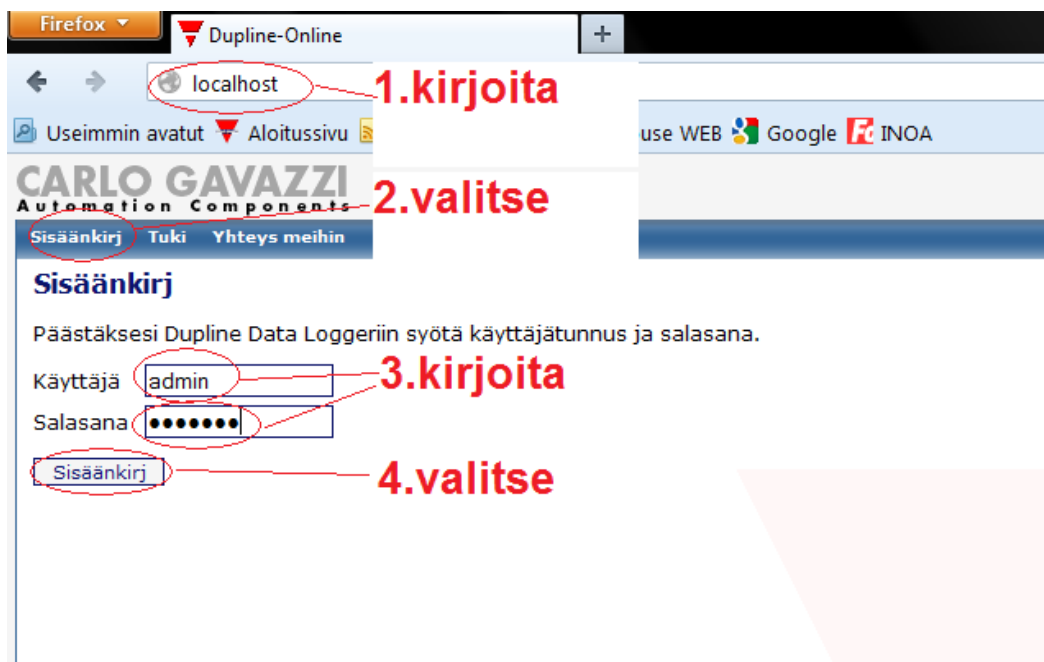 Firefox
Dupline-Online
+
localhost
1.kirjoita
Useimmin avatut Aloitussivu use WEB Google INOA
CARLO GAVAZZI
Automation Components
2.valitse
Sisäänkirj Tuki Yhteys meihin
Sisäänkirj
Päästäksesi Dupline Data Loggeriin syötä käyttäjätunnus ja salasana.
Käyttäjä admin
3.kirjoita
Salasana •••••••
Sisäänkirj
4.valitse